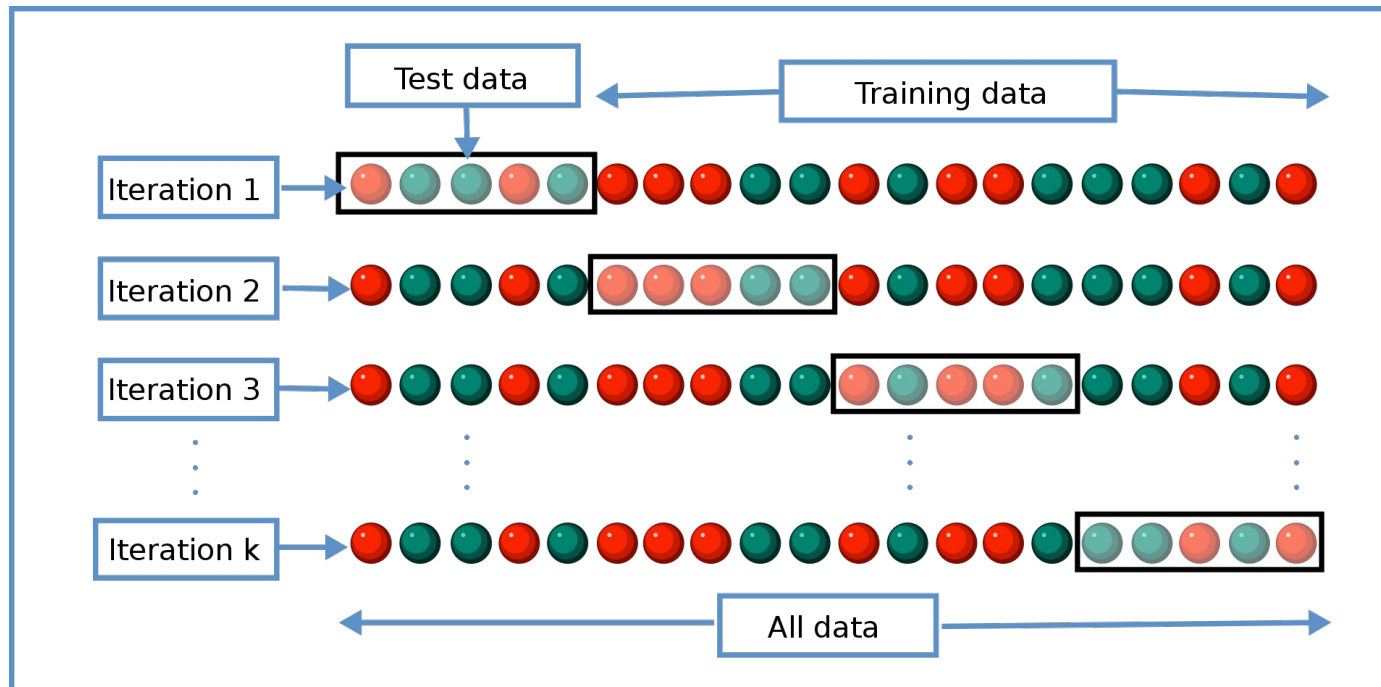 Test data
Training data
Iteration 1
Iteration 2
Iteration 3
Iteration k
All data